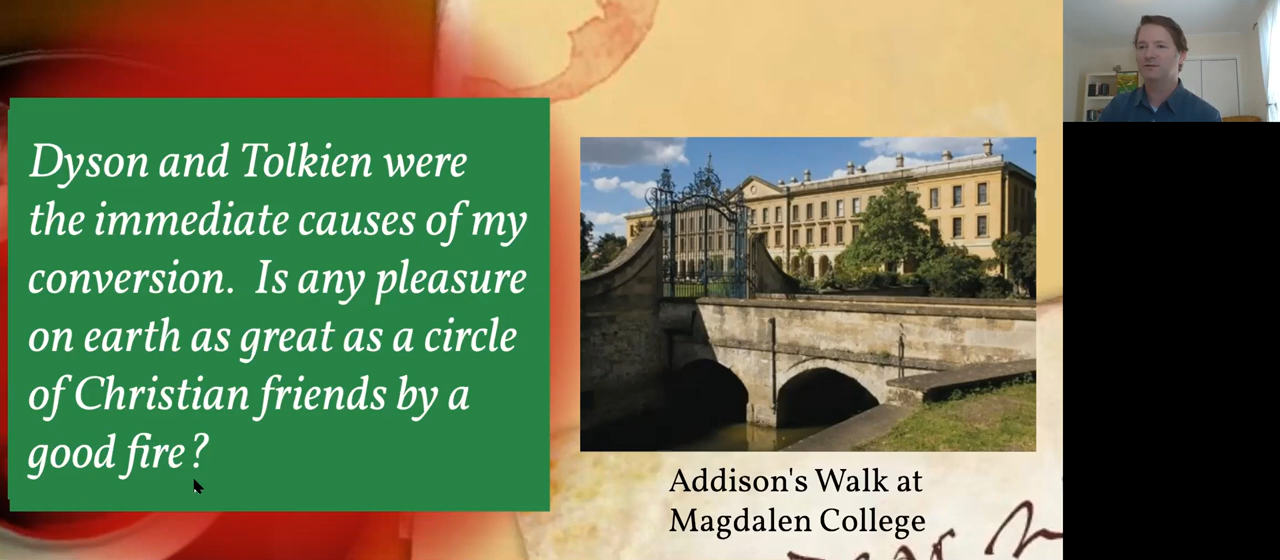 Dyson and Tolkien were
the immediate causes of my
conversion.  Is any pleasure
on earth as great as a circle
of Christian friends by a
good fire?
Addison's Walk at
Magdalen College